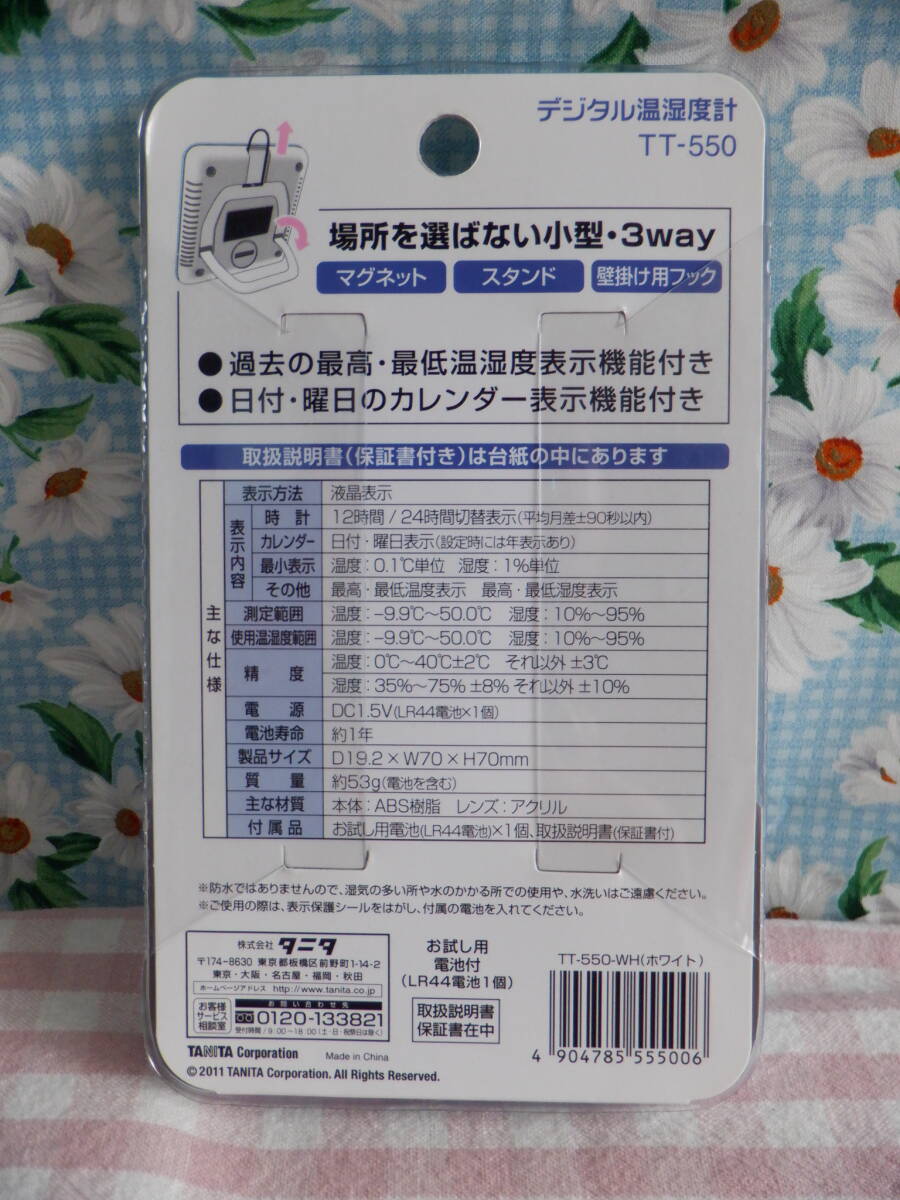 デジタル温湿度計
TT-550
場所を選ばない小型・3way
マグネット スタンド 壁掛け用フック
●過去の最高・最低温湿度表示機能付き
●日付・曜日のカレンダー表示機能付き
取扱説明書(保証書付き)は台紙の中にあります
主な仕様
表示方法 液晶表示
表示内容
時計 12時間/24時間切替表示(平均月差±90秒以内)
カレンダー 日付・曜日表示(設定時には年表示あり)
最小表示 温度:0.1℃単位 湿度:1%単位
その他 最高・最低温度表示 最高・最低湿度表示
測定範囲 温度:−9.9℃〜50.0℃ 湿度:10%〜95%
使用温湿度範囲 温度:−9.9℃〜50.0℃ 湿度:10%〜95%
精度 温度:0℃〜40℃±2℃ それ以外 ±3℃
湿度:35%〜75% ±8% それ以外 ±10%
電源 DC1.5V(LR44電池×1個)
電池寿命 約1年
製品サイズ D19.2×W70×H70mm
質量 約53g(電池を含む)
主な材質 本体:ABS樹脂 レンズ:アクリル
付属品 お試し用電池(LR44電池)×1個、取扱説明書(保証書付)
※防水ではありませんので、湿気の多い所や水のかかる所での使用や、水洗いはご遠慮ください。
※ご使用の際は、表示保護シールをはがし、付属の電池を入れてください。
株式会社 タニタ
〒174-8630 東京都板橋区前野町1-14-2
東京・大阪・名古屋・福岡・秋田
ホームページアドレス http://www.tanita.co.jp
お客様サービス相談室
お問い合わせ先
0120-133821
受付時間/9:00〜18:00(土・日・祝祭日は除く)
TANITA Corporation Made in China
©2011 TANITA Corporation. All Rights Reserved.
お試し用
電池付
(LR44電池1個)
取扱説明書
保証書在中
TT-550-WH(ホワイト)
4 904785 555006